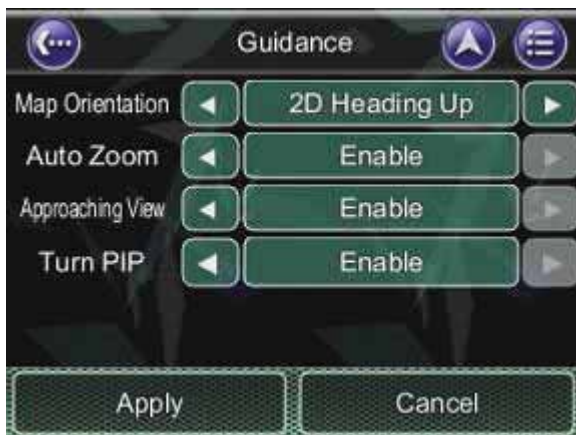 Guidance
Map Orientation 2D Heading Up
Auto Zoom Enable
Approaching View Enable
Turn PIP Enable
Apply Cancel